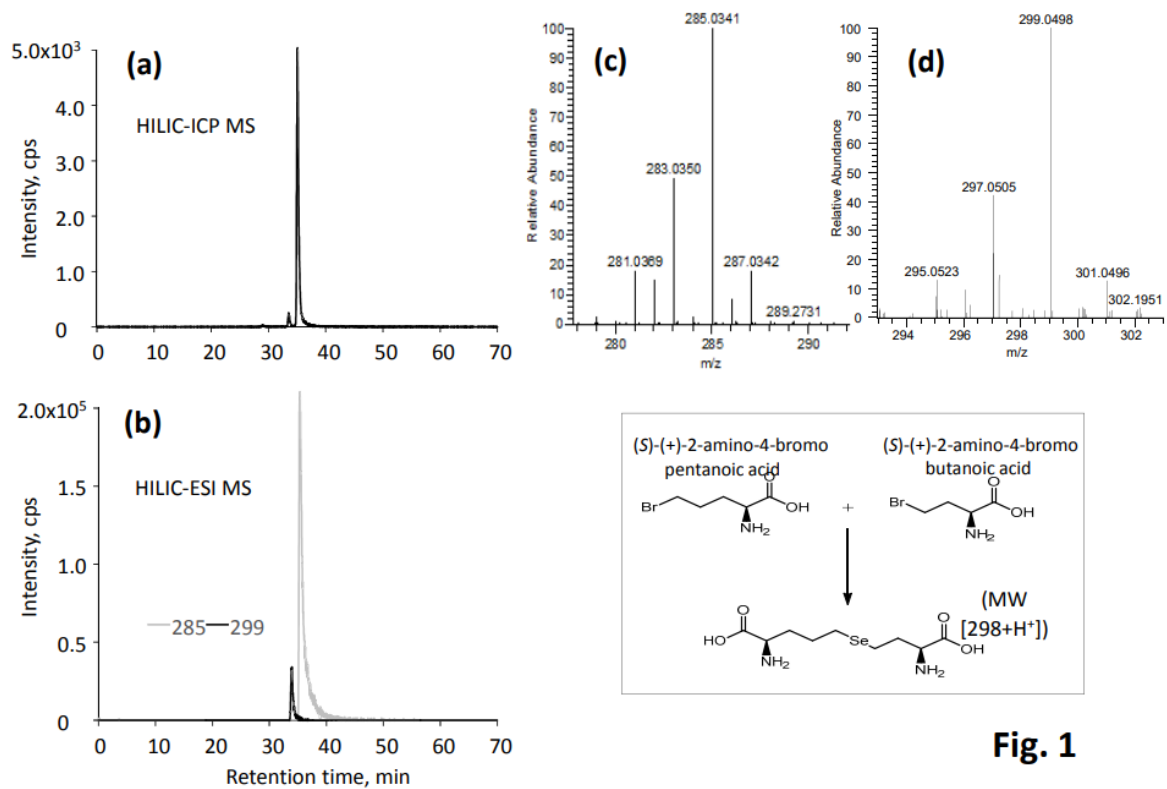 (a)
HILIC-ICP MS
Intensity, cps
5.0x10³
4.0
3.0
2.0
1.0
0
0 10 20 30 40 50 60 70
(b)
HILIC-ESI MS
Intensity, cps
2.0x10⁵
1.5
1.0
0.5
0
285 299
0 10 20 30 40 50 60 70
Retention time, min
(c)
285.0341
283.0350
281.0369
287.0342
289.2731
Relative Abundance
100
90
80
70
60
50
40
30
20
10
0
280 285 290
m/z
(d)
299.0498
297.0505
295.0523
301.0496
302.1951
Relative Abundance
100
90
80
70
60
50
40
30
20
10
0
294 296 298 300 302
m/z
(S)-(+)-2-amino-4-bromo
pentanoic acid
(S)-(+)-2-amino-4-bromo
butanoic acid
Br
O
OH
NH₂
+
Br
O
OH
NH₂
(MW
[298+H⁺])
O
HO
NH₂
Se
O
OH
NH₂
Fig. 1